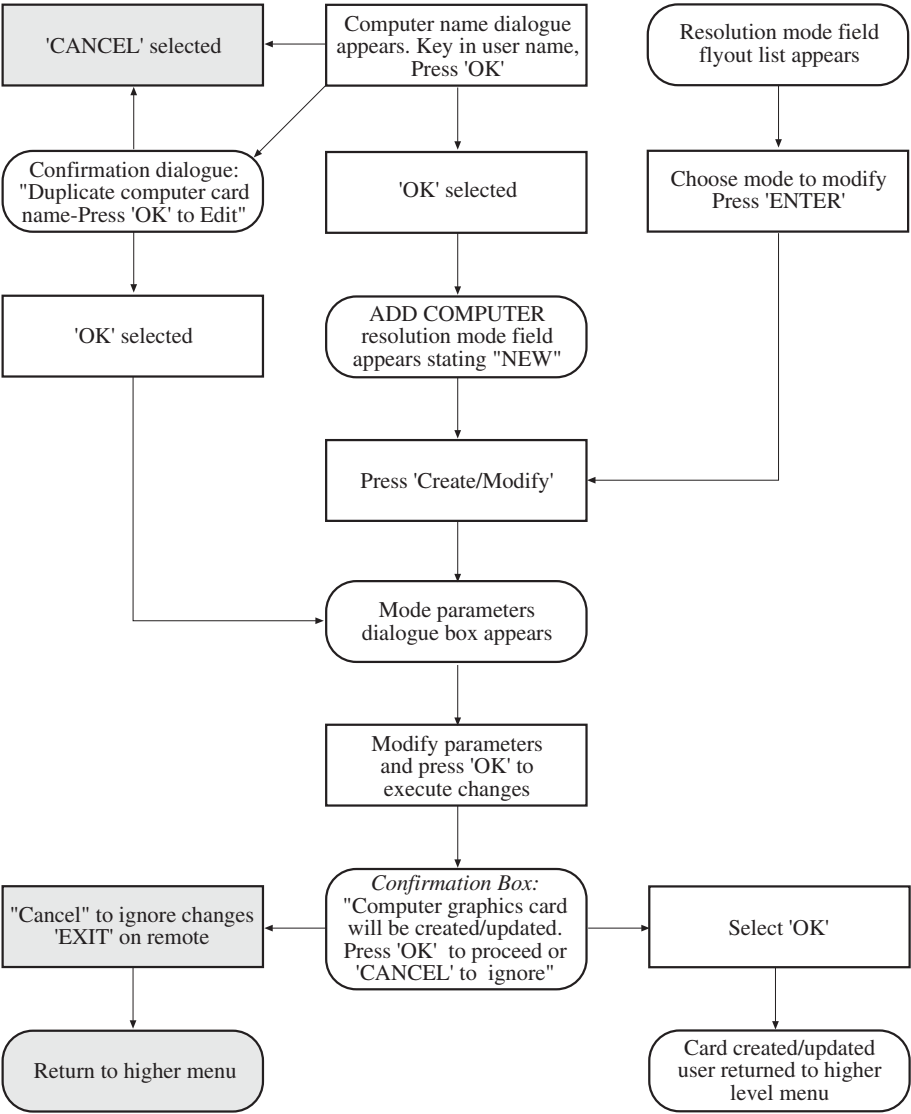 'CANCEL' selected
Computer name dialogue
appears. Key in user name,
Press 'OK'
Resolution mode field
flyout list appears
Confirmation dialogue:
"Duplicate computer card
name-Press 'OK' to Edit"
'OK' selected
Choose mode to modify
Press 'ENTER'
'OK' selected
ADD COMPUTER
resolution mode field
appears stating "NEW"
Press 'Create/Modify'
Mode parameters
dialogue box appears
Modify parameters
and press 'OK' to
execute changes
"Cancel" to ignore changes
'EXIT' on remote
Confirmation Box:
"Computer graphics card
will be created/updated.
Press 'OK'  to proceed or
'CANCEL' to  ignore"
Select 'OK'
Return to higher menu
Card created/updated
user returned to higher
level menu